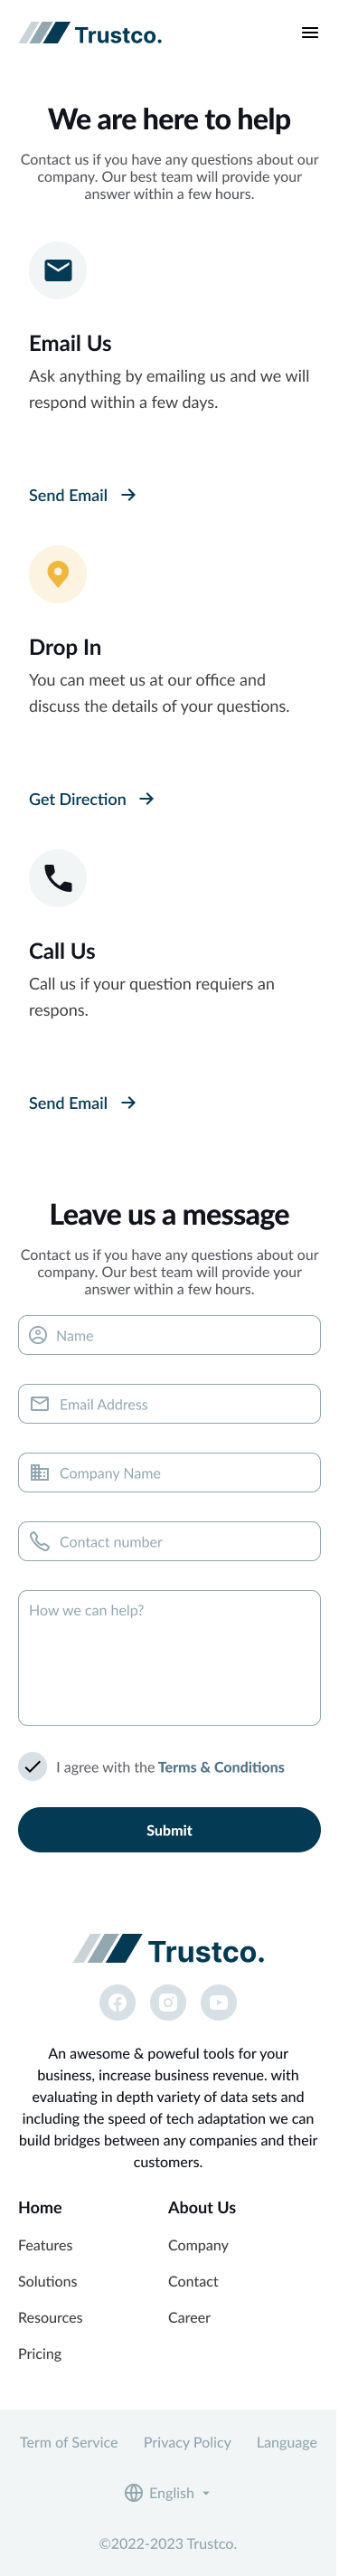 Trustco.
We are here to help
Contact us if you have any questions about our
company. Our best team will provide your
answer within a few hours.
Email Us
Ask anything by emailing us and we will
respond within a few days.
Send Email
Drop In
You can meet us at our office and
discuss the details of your questions.
Get Direction
Call Us
Call us if your question requiers an
respons.
Send Email
Leave us a message
Contact us if you have any questions about our
company. Our best team will provide your
answer within a few hours.
Name
Email Address
Company Name
Contact number
How we can help?
I agree with the Terms & Conditions
Submit
Trustco.
An awesome & poweful tools for your
business, increase business revenue. with
evaluating in depth variety of data sets and
including the speed of tech adaptation we can
build bridges between any companies and their
customers.
Home
Features
Solutions
Resources
Pricing
About Us
Company
Contact
Career
Term of Service Privacy Policy Language
English
©2022-2023 Trustco.